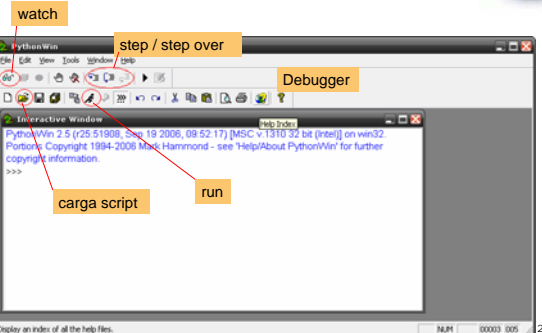 watch
PythonWin
step / step over
File Edit View Tools Window Help
Debugger
Interactive Window
Help Index
PythonWin 2.5 (r25:51908, Sep 19 2006, 09:52:17) [MSC v.1310 32 bit (Intel)] on win32.
Portions Copyright 1994-2006 Mark Hammond - see 'Help/About PythonWin' for further
copyright information.
>>>
run
carga script
Display an index of all the help files.
NUM
00003 005
2